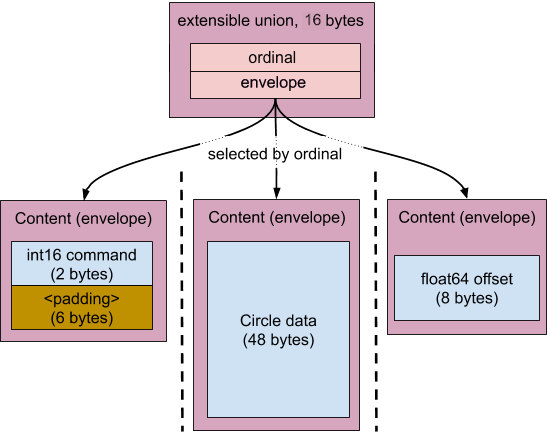 extensible union, 16 bytes
ordinal
envelope
selected by ordinal
Content (envelope)
int16 command
(2 bytes)
<padding>
(6 bytes)
Content (envelope)
Circle data
(48 bytes)
Content (envelope)
float64 offset
(8 bytes)